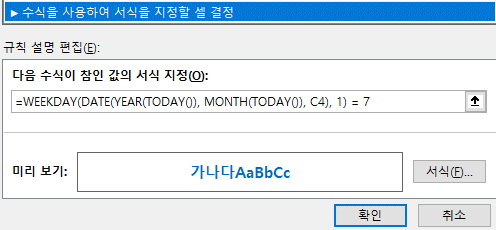 ► 수식을 사용하여 서식을 지정할 셀 결정
규칙 설명 편집(E):
다음 수식이 참인 값의 서식 지정(O):
=WEEKDAY(DATE(YEAR(TODAY()), MONTH(TODAY()), C4), 1) = 7
미리 보기: 가나다AaBbCc 서식(F)...
확인 취소